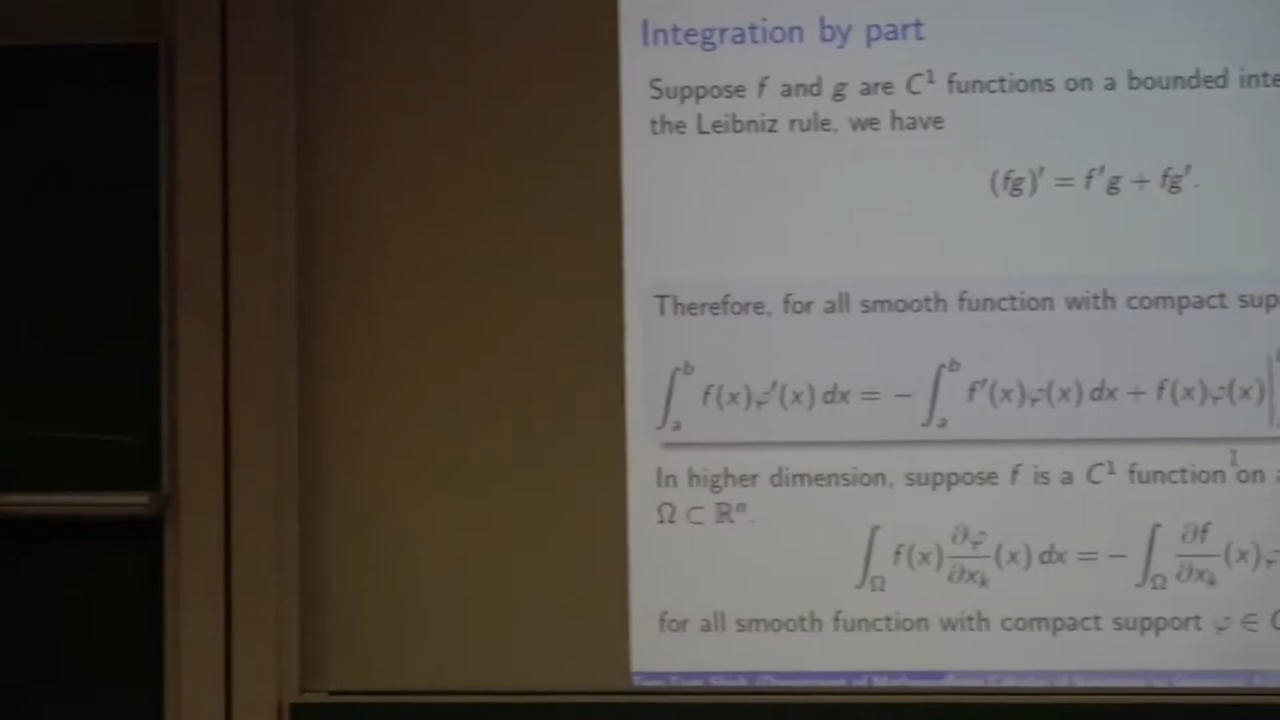 Integration by part
Suppose f and g are C¹ functions on a bounded inte
the Leibniz rule, we have
(fg)′ = f′g + fg′.
Therefore, for all smooth function with compact sup
∫ₐᵇ f(x)φ′(x) dx = − ∫ₐᵇ f′(x)φ(x) dx + f(x)φ(x)|
In higher dimension, suppose f is a C¹ function on
Ω ⊂ ℝⁿ.
∫_Ω f(x) ∂φ/∂xₖ (x) dx = − ∫_Ω ∂f/∂xₖ (x)φ
for all smooth function with compact support φ ∈ C